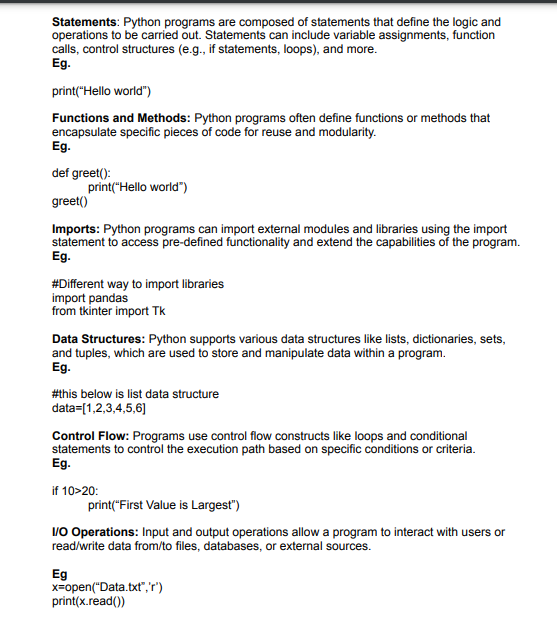 Statements: Python programs are composed of statements that define the logic and
operations to be carried out. Statements can include variable assignments, function
calls, control structures (e.g., if statements, loops), and more.
Eg.
print(“Hello world”)
Functions and Methods: Python programs often define functions or methods that
encapsulate specific pieces of code for reuse and modularity.
Eg.
def greet():
print(“Hello world”)
greet()
Imports: Python programs can import external modules and libraries using the import
statement to access pre-defined functionality and extend the capabilities of the program.
Eg.
#Different way to import libraries
import pandas
from tkinter import Tk
Data Structures: Python supports various data structures like lists, dictionaries, sets,
and tuples, which are used to store and manipulate data within a program.
Eg.
#this below is list data structure
data=[1,2,3,4,5,6]
Control Flow: Programs use control flow constructs like loops and conditional
statements to control the execution path based on specific conditions or criteria.
Eg.
if 10>20:
print(“First Value is Largest”)
I/O Operations: Input and output operations allow a program to interact with users or
read/write data from/to files, databases, or external sources.
Eg
x=open(“Data.txt”,’r’)
print(x.read())